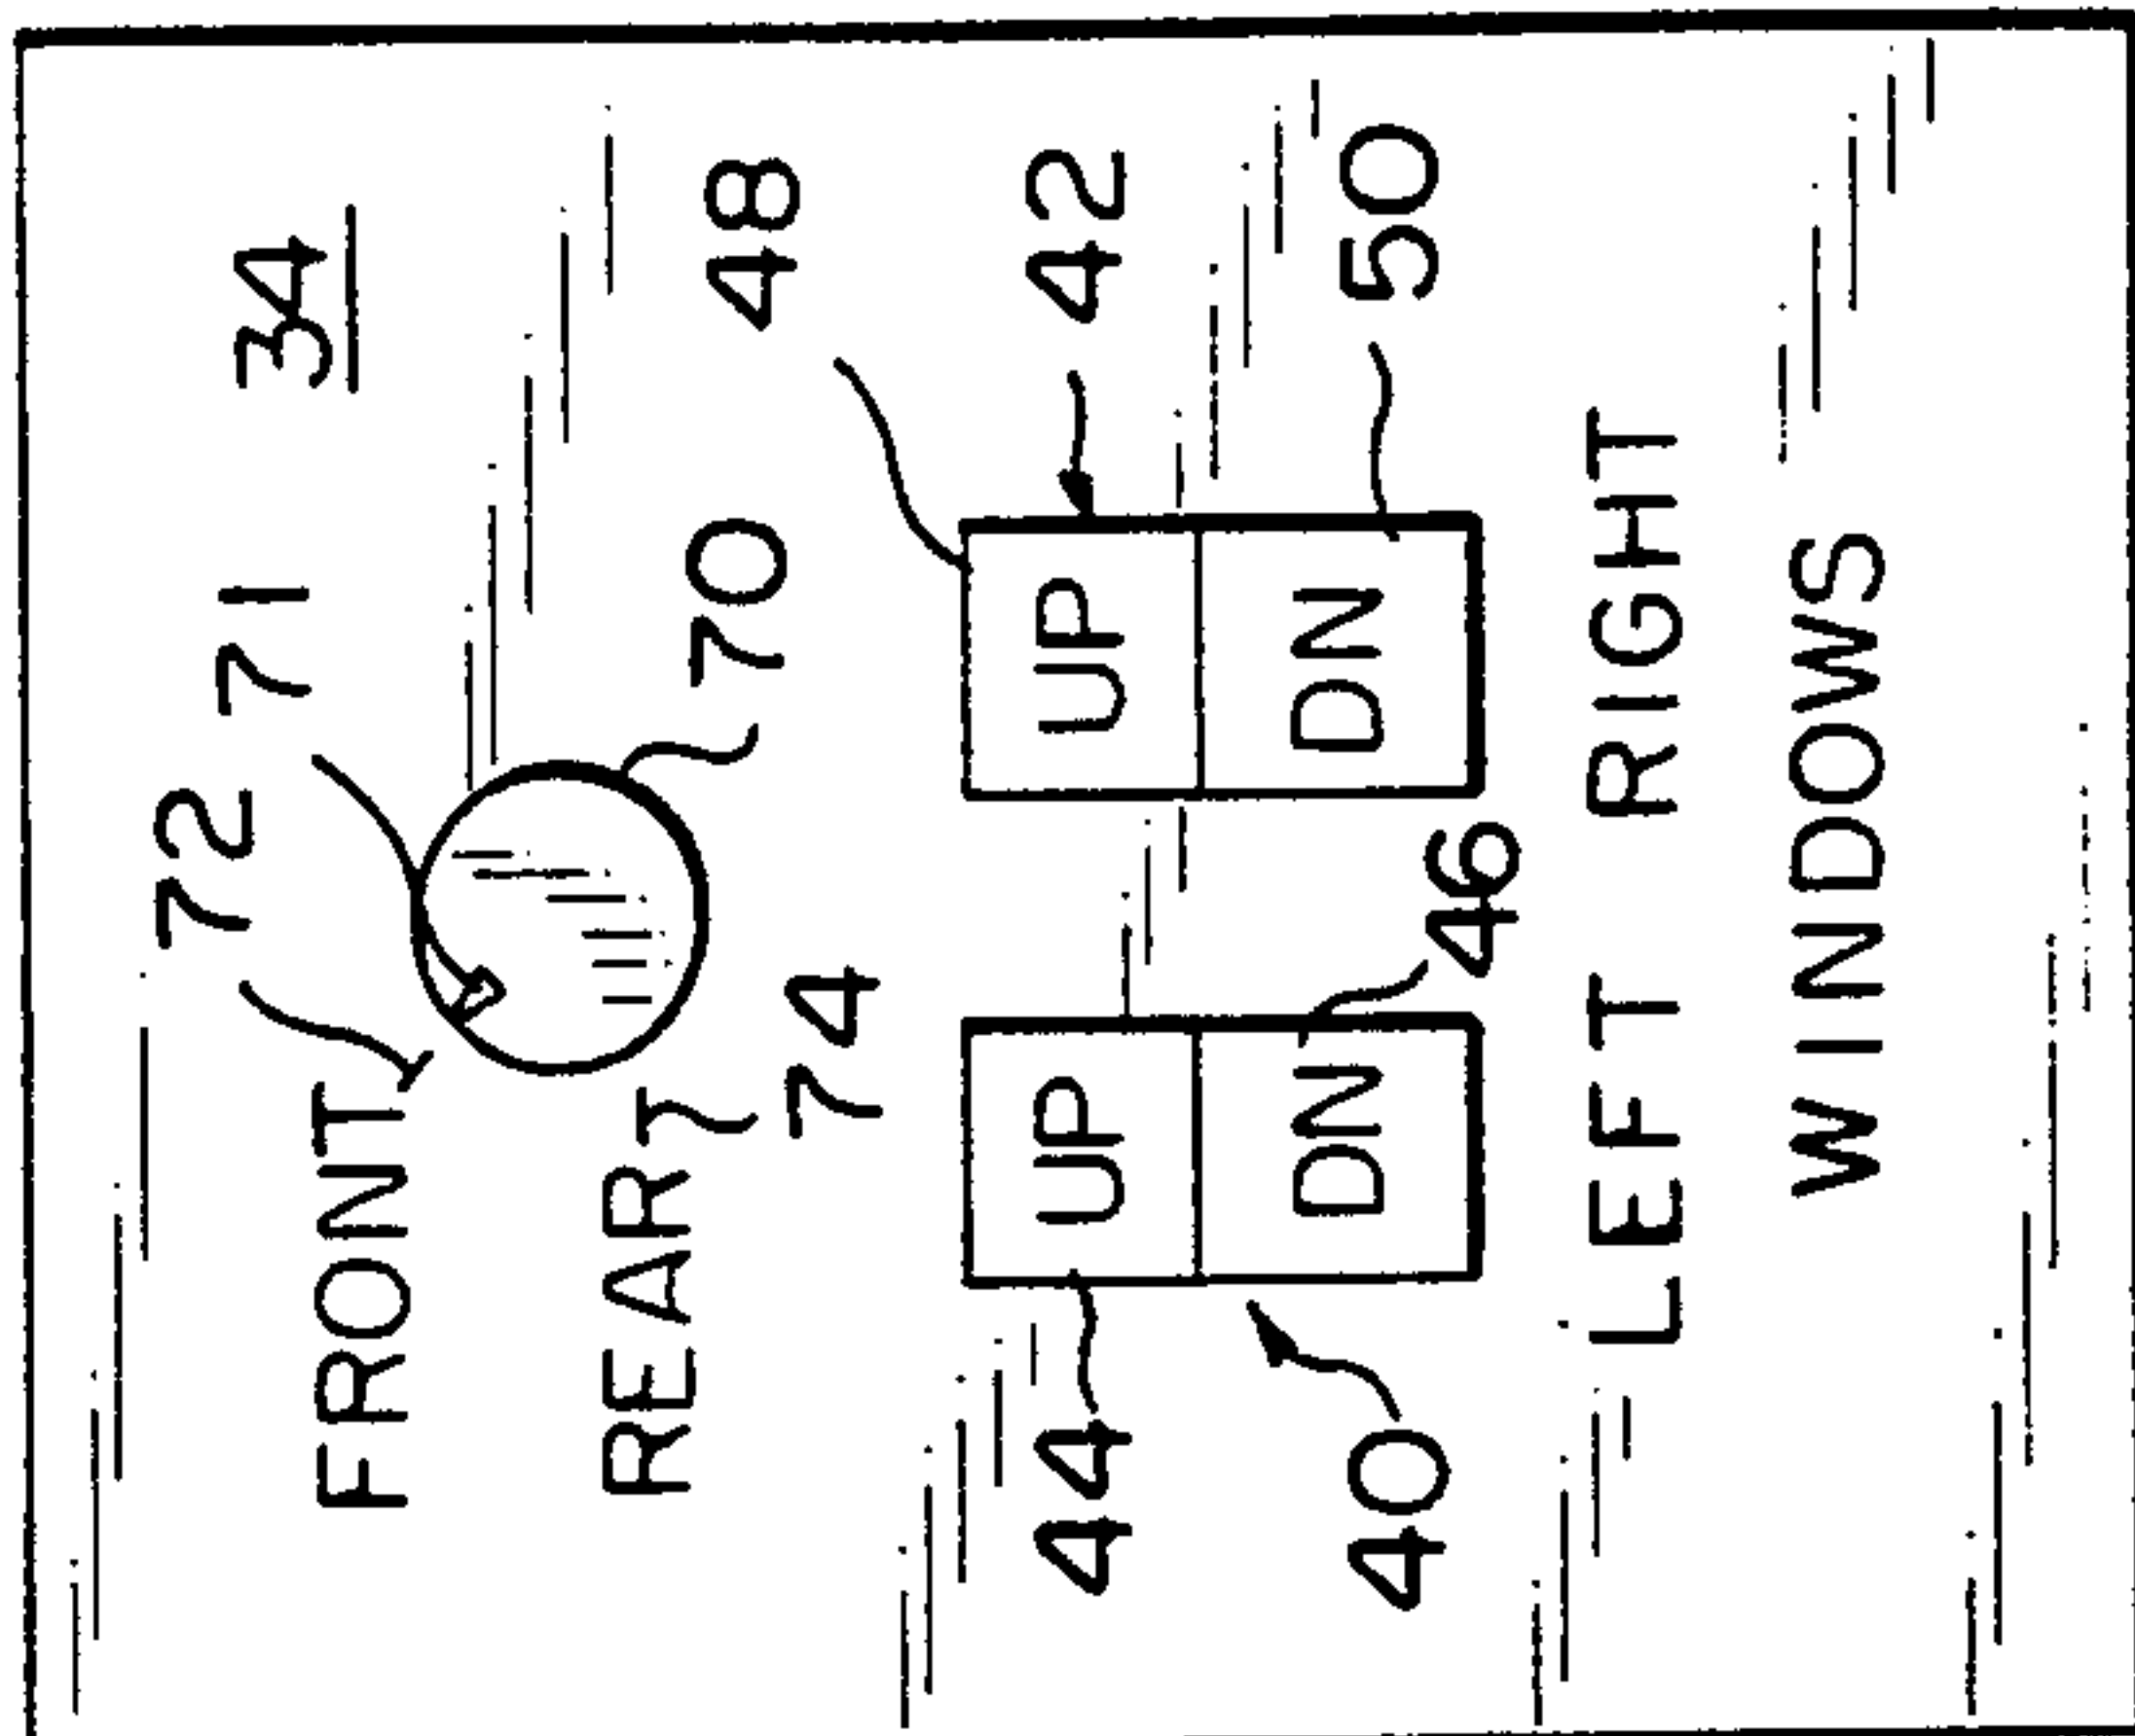 72 71 34
FRONT
REAR 70 48
74
44 UP UP 42
DN DN
40 50
46
LEFT RIGHT
WINDOWS